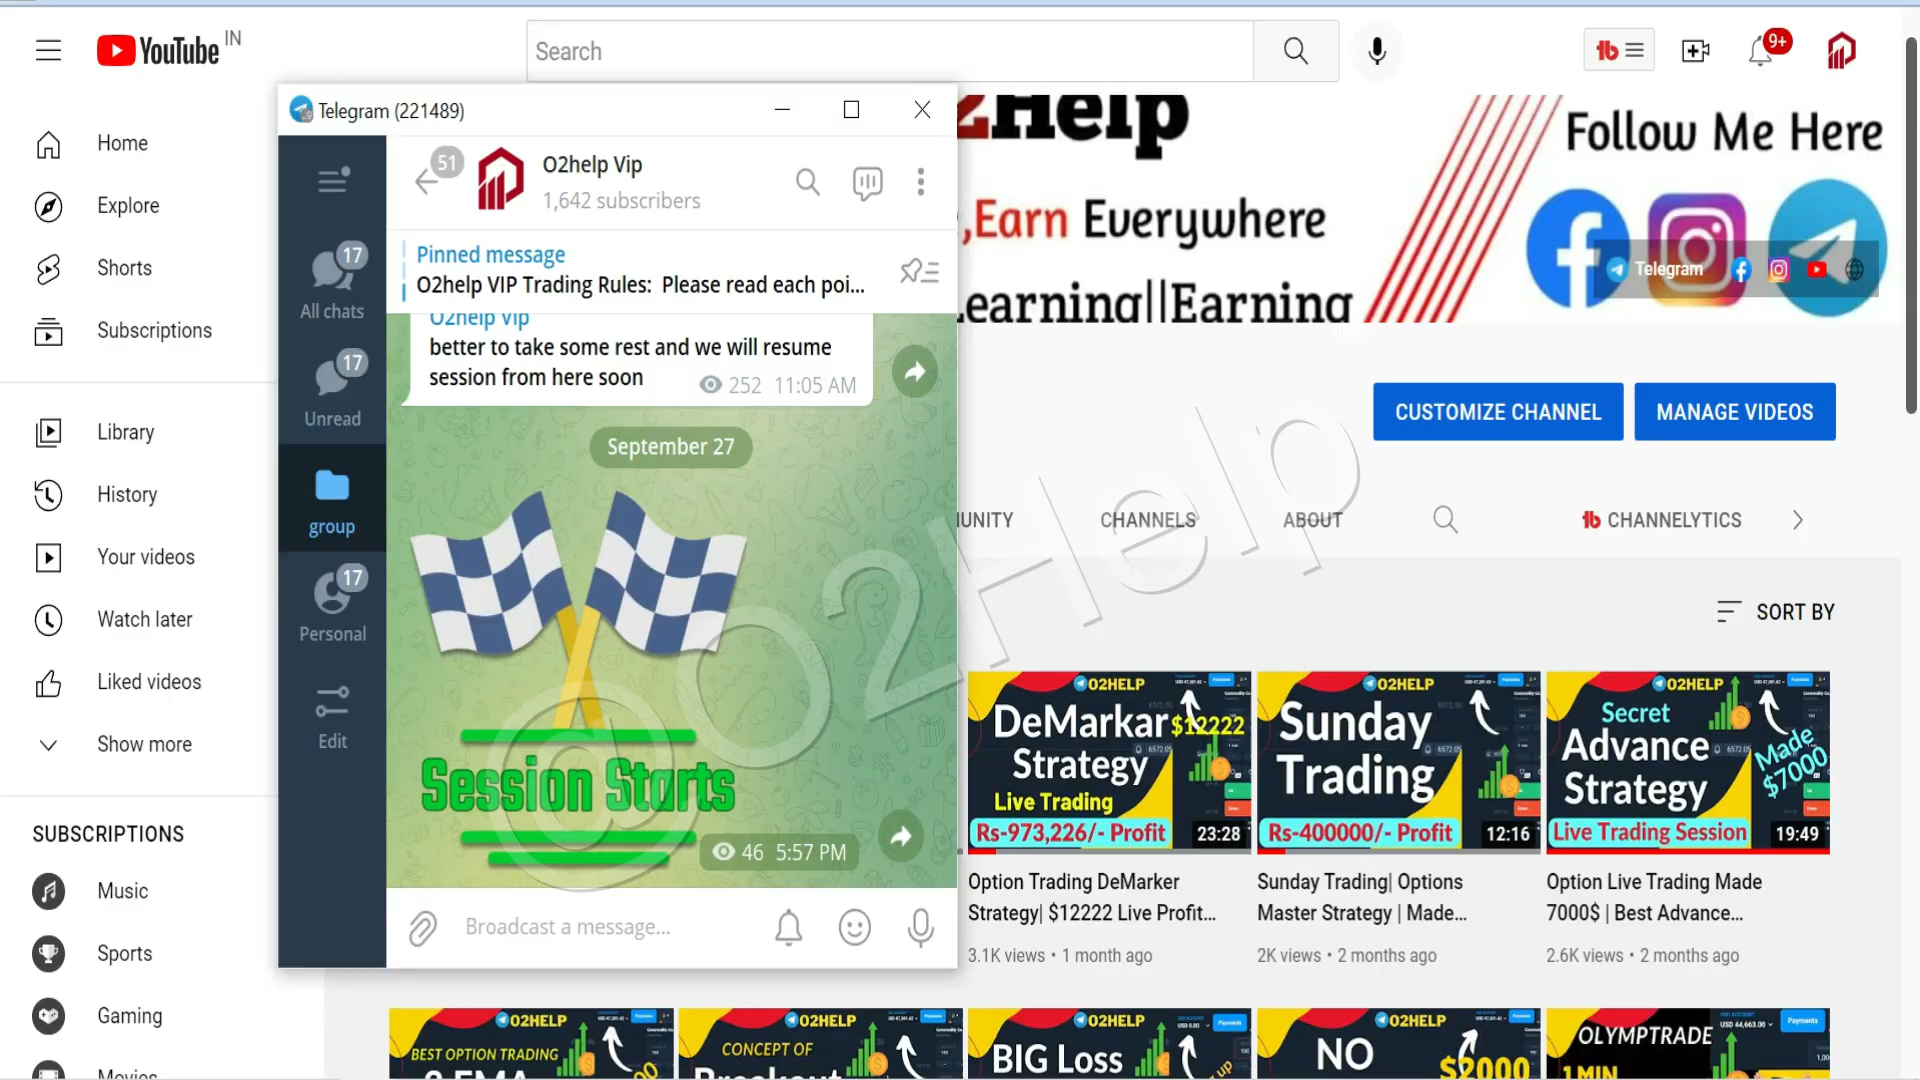 YouTube IN
Search
9+
Home
Explore
Shorts
Subscriptions
Library
History
Your videos
Watch later
Liked videos
Show more
SUBSCRIPTIONS
Music
Sports
Gaming
Movies
Telegram (221489)
17
All chats
17
Unread
group
17
Personal
Edit
51
O2help Vip
1,642 subscribers
Pinned message
O2help VIP Trading Rules: Please read each poi...
O2help Vip
better to take some rest and we will resume
session from here soon
252 11:05 AM
September 27
Session Starts
46 5:57 PM
Broadcast a message...
@O2Help
2Help
Follow Me Here
,Earn Everywhere
earning||Earning
Telegram
CUSTOMIZE CHANNEL
MANAGE VIDEOS
UNITY
CHANNELS
ABOUT
CHANNELYTICS
SORT BY
O2HELP
DeMarkar $12222
Strategy
Live Trading
Rs-973,226/- Profit
23:28
Option Trading DeMarker
Strategy| $12222 Live Profit...
3.1K views • 1 month ago
O2HELP
Sunday
Trading
Rs-400000/- Profit
12:16
Sunday Trading| Options
Master Strategy | Made...
2K views • 2 months ago
O2HELP
Secret
Advance
Strategy
Made
$7000
Live Trading Session
19:49
Option Live Trading Made
7000$ | Best Advance...
2.6K views • 2 months ago
O2HELP
BEST OPTION TRADING
O2HELP
CONCEPT OF
Breakout
O2HELP
BIG Loss
up
O2HELP
NO
$2000
OLYMPTRADE
1 MIN
USD 44,663.00
Payments